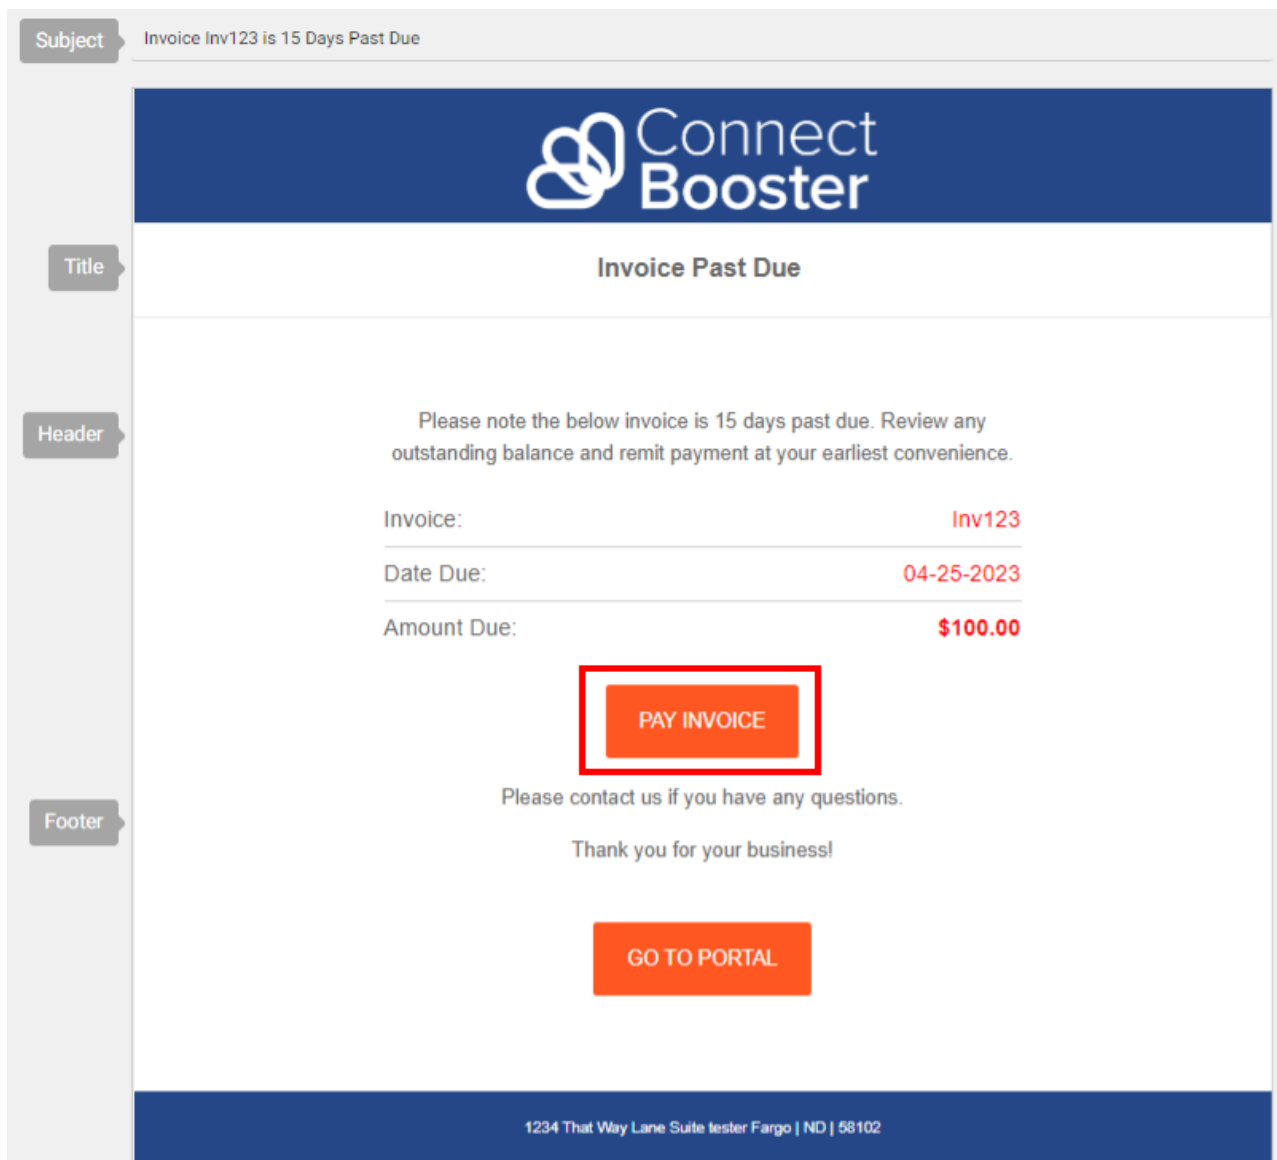 Subject
Invoice Inv123 is 15 Days Past Due
Connect
Booster
Title
Invoice Past Due
Header
Please note the below invoice is 15 days past due. Review any
outstanding balance and remit payment at your earliest convenience.
Invoice: Inv123
Date Due: 04-25-2023
Amount Due: $100.00
PAY INVOICE
Please contact us if you have any questions.
Footer
Thank you for your business!
GO TO PORTAL
1234 That Way Lane Suite tester Fargo | ND | 58102